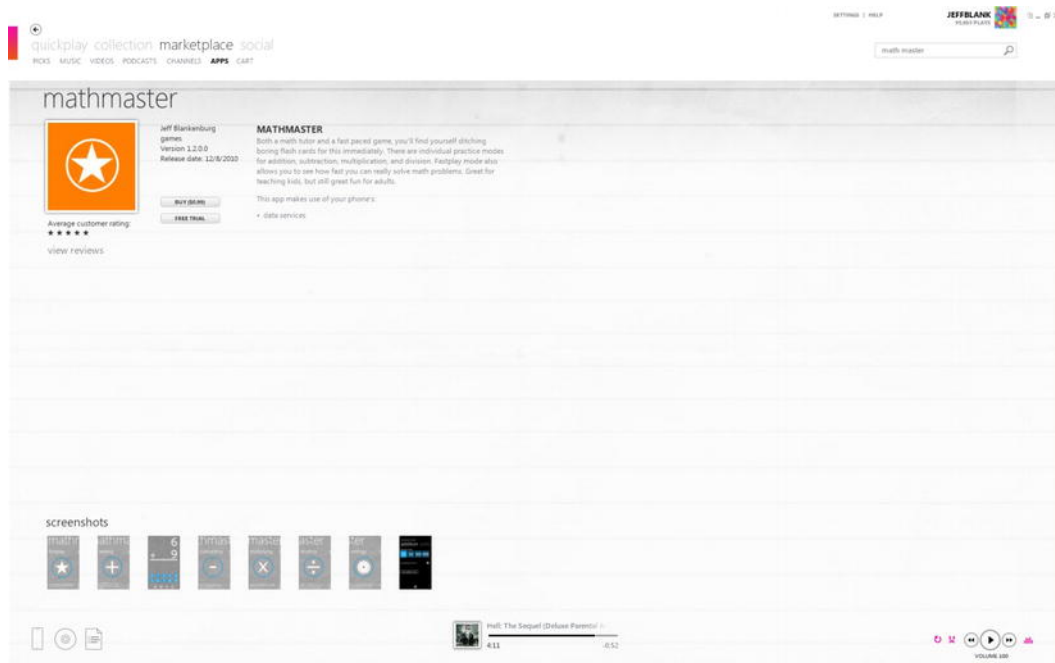 SETTINGS | HELP
JEFFBLANK
quickplay collection marketplace social
math master
PICKS MUSIC VIDEOS PODCASTS CHANNELS APPS CART
mathmaster
Jeff Blankenburg
games
Version 1.2.0.0
Release date: 12/8/2010
BUY ($0.99)
FREE TRIAL
Average customer rating:
view reviews
MATHMASTER
Both a math tutor and a fast paced game, you'll find yourself ditching
boring flash cards for this immediately. There are individual practice modes
for addition, subtraction, multiplication, and division. Fastplay mode also
allows you to see how fast you can really solve math problems. Great for
teaching kids, but still great fun for adults.
This app makes use of your phone's:
• data services
screenshots
6
9
Hell: The Sequel (Deluxe Parental
4:11
-0:52
VOLUME 100